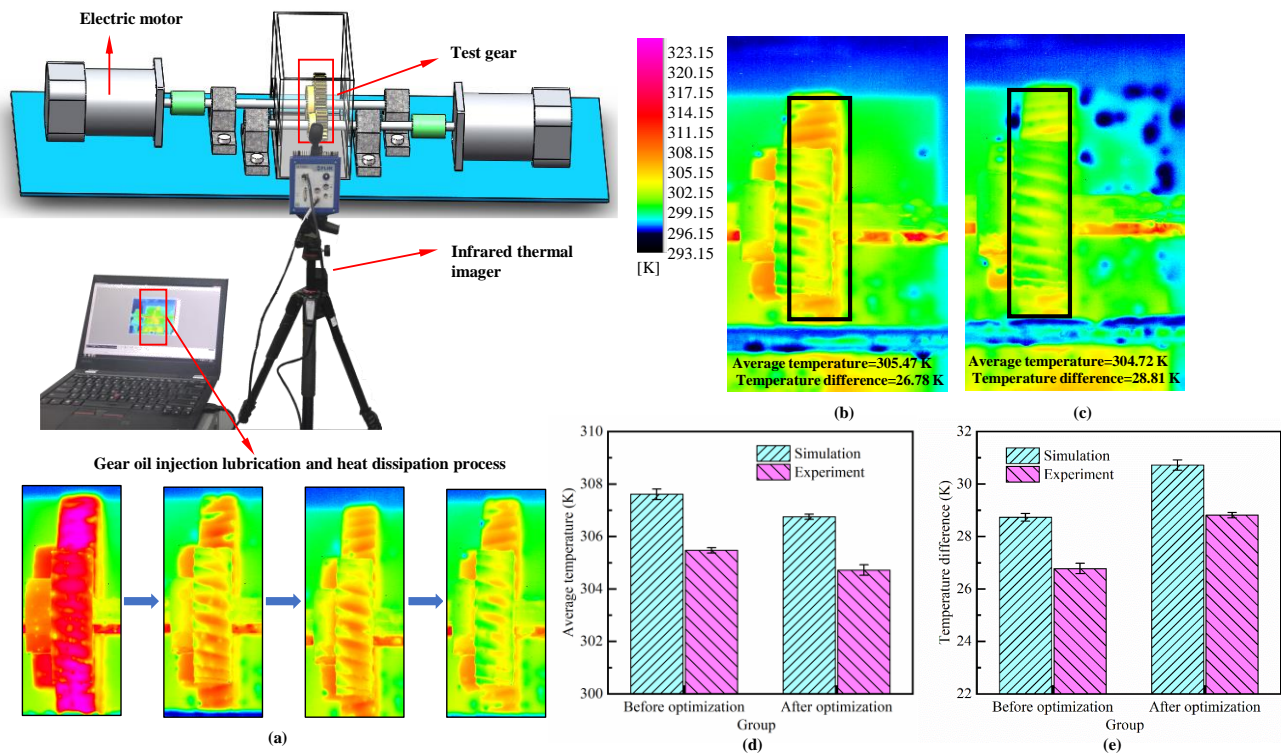 Electric motor
Test gear
Infrared thermal
imager
Gear oil injection lubrication and heat dissipation process
(a)
323.15
320.15
317.15
314.15
311.15
308.15
305.15
302.15
299.15
296.15
293.15
[K]
Average temperature=305.47 K
Temperature difference=26.78 K
(b)
Average temperature=304.72 K
Temperature difference=28.81 K
(c)
310
308
306
304
302
300
Average temperature (K)
Simulation
Experiment
Before optimization
After optimization
Group
(d)
32
30
28
26
24
22
Temperature difference (K)
Simulation
Experiment
Before optimization
After optimization
Group
(e)